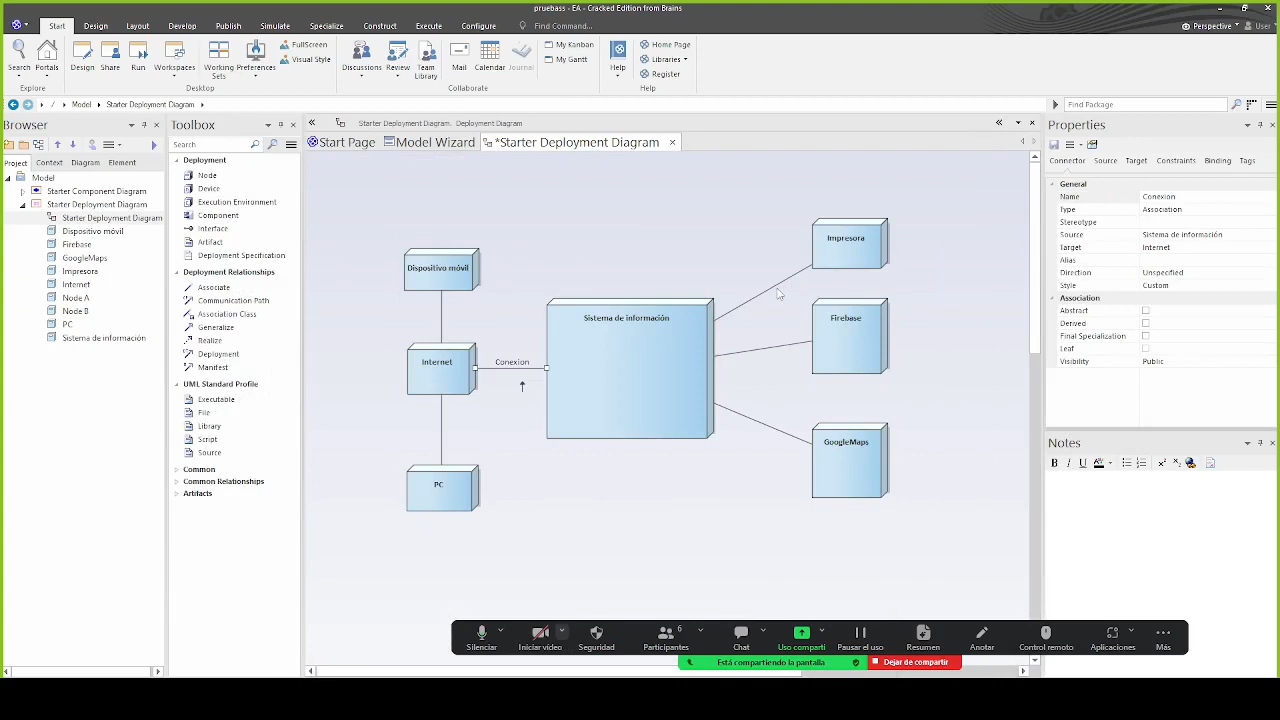 pruebass - EA - Cracked Edition from Brains
Start Design Layout Develop Publish Simulate Specialize Construct Execute Configure Find Command...
Perspective User
Search Portals Design Share Run Workspaces Working Sets Preferences FullScreen Visual Style Discussions Review Team Library Mail Calendar Journal My Kanban My Gantt Help Home Page Libraries Register
Explore Desktop Collaborate Help
/ Model Starter Deployment Diagram
Find Package
Browser
Project Context Diagram Element
Model
Starter Component Diagram
Starter Deployment Diagram
Starter Deployment Diagram
Dispositivo móvil
Firebase
GoogleMaps
Impresora
Internet
Node A
Node B
PC
Sistema de información
Toolbox
Search
Deployment
Node
Device
Execution Environment
Component
Interface
Artifact
Deployment Specification
Deployment Relationships
Associate
Communication Path
Association Class
Generalize
Realize
Deployment
Manifest
UML Standard Profile
Executable
File
Library
Script
Source
Common
Common Relationships
Artifacts
Starter Deployment Diagram, Deployment Diagram
Start Page Model Wizard *Starter Deployment Diagram
Dispositivo móvil
Internet
PC
Conexion
Sistema de información
Impresora
Firebase
GoogleMaps
Properties
Connector Source Target Constraints Binding Tags
General
Name Conexion
Type Association
Stereotype
Source Sistema de información
Target Internet
Alias
Direction Unspecified
Style Custom
Association
Abstract
Derived
Final Specialization
Leaf
Visibility Public
Notes
B I U A
Silenciar Iniciar vídeo Seguridad Participantes 6 Chat Uso comparti Pausar el uso Resumen Anotar Control remoto Aplicaciones Más
Está compartiendo la pantalla Dejar de compartir